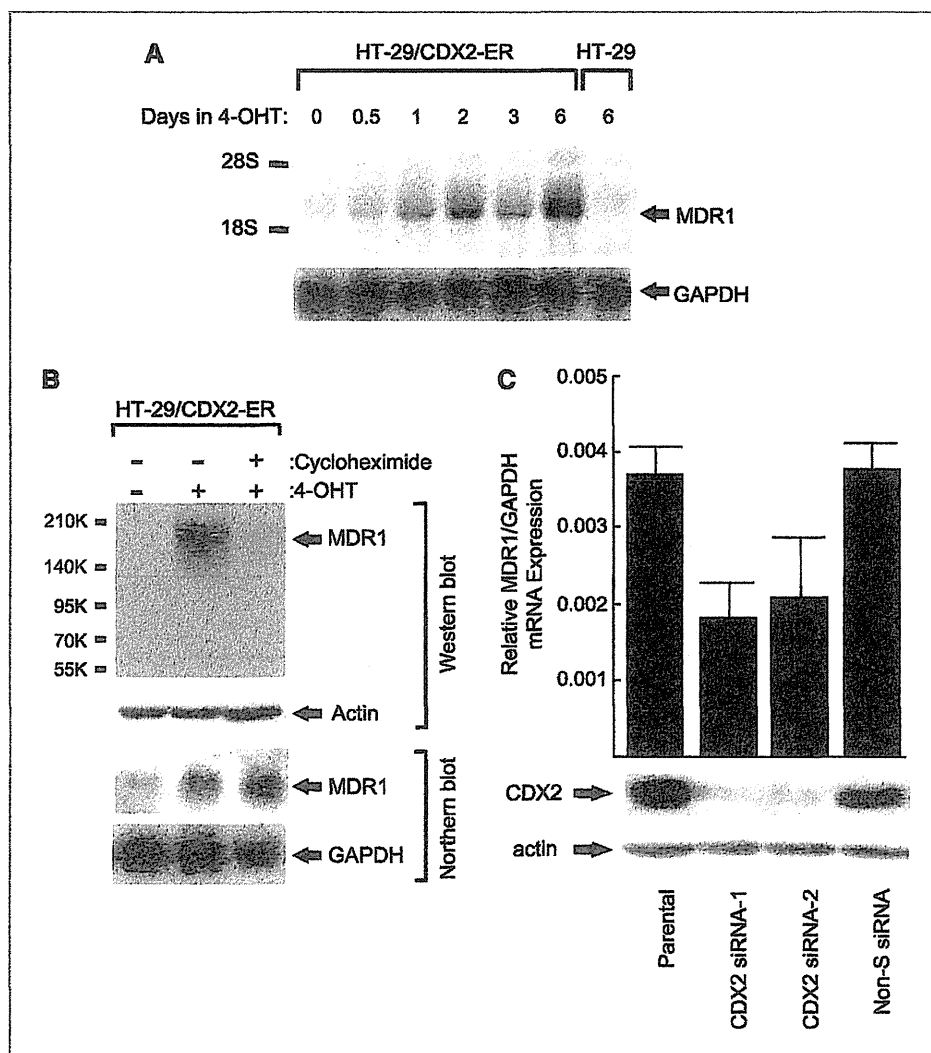 A
HT-29/CDX2-ER HT-29
Days in 4-OHT: 0 0.5 1 2 3 6 6
28S
18S
MDR1
GAPDH
B
HT-29/CDX2-ER
- - + :Cycloheximide
- + + :4-OHT
210K
140K
95K
70K
55K
MDR1
Actin
Western blot
MDR1
GAPDH
Northern blot
C
Relative MDR1/GAPDH
mRNA Expression
0.005
0.004
0.003
0.002
0.001
CDX2
actin
Parental
CDX2 siRNA-1
CDX2 siRNA-2
Non-S siRNA